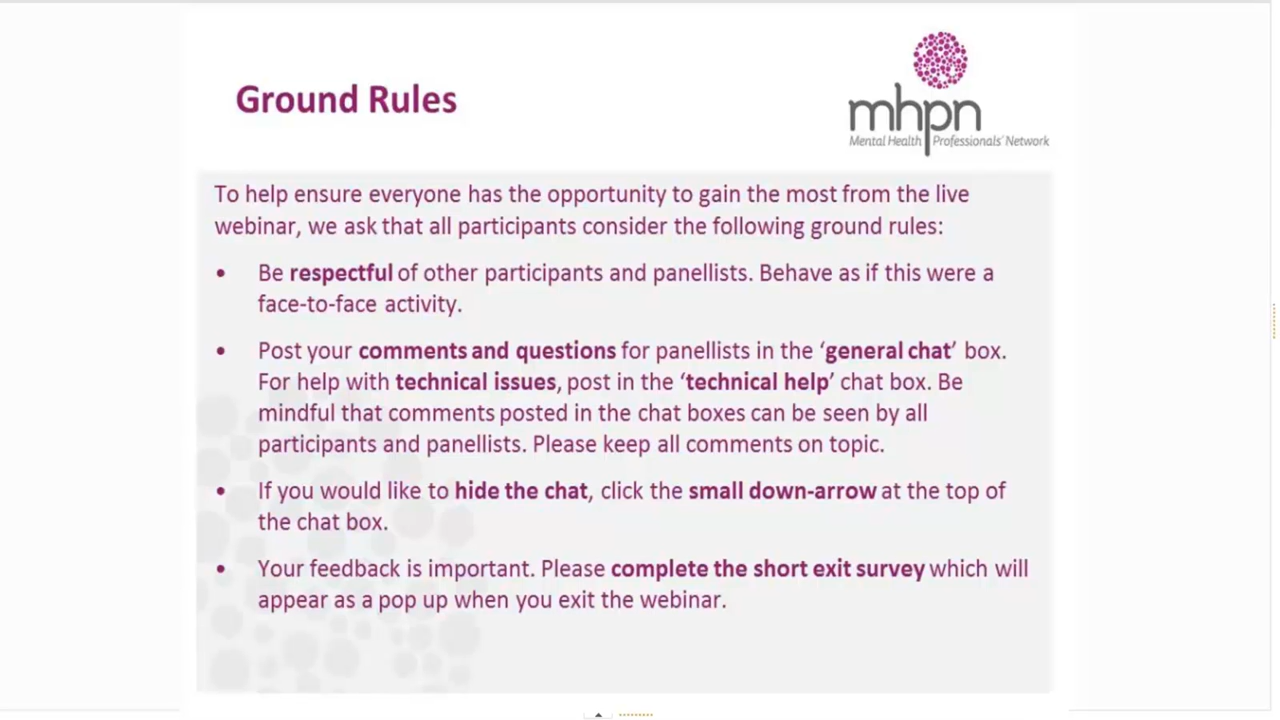 Ground Rules
mhpn
Mental Health Professionals' Network
To help ensure everyone has the opportunity to gain the most from the live
webinar, we ask that all participants consider the following ground rules:
• Be respectful of other participants and panellists. Behave as if this were a
face-to-face activity.
• Post your comments and questions for panellists in the ‘general chat’ box.
For help with technical issues, post in the ‘technical help’ chat box. Be
mindful that comments posted in the chat boxes can be seen by all
participants and panellists. Please keep all comments on topic.
• If you would like to hide the chat, click the small down-arrow at the top of
the chat box.
• Your feedback is important. Please complete the short exit survey which will
appear as a pop up when you exit the webinar.